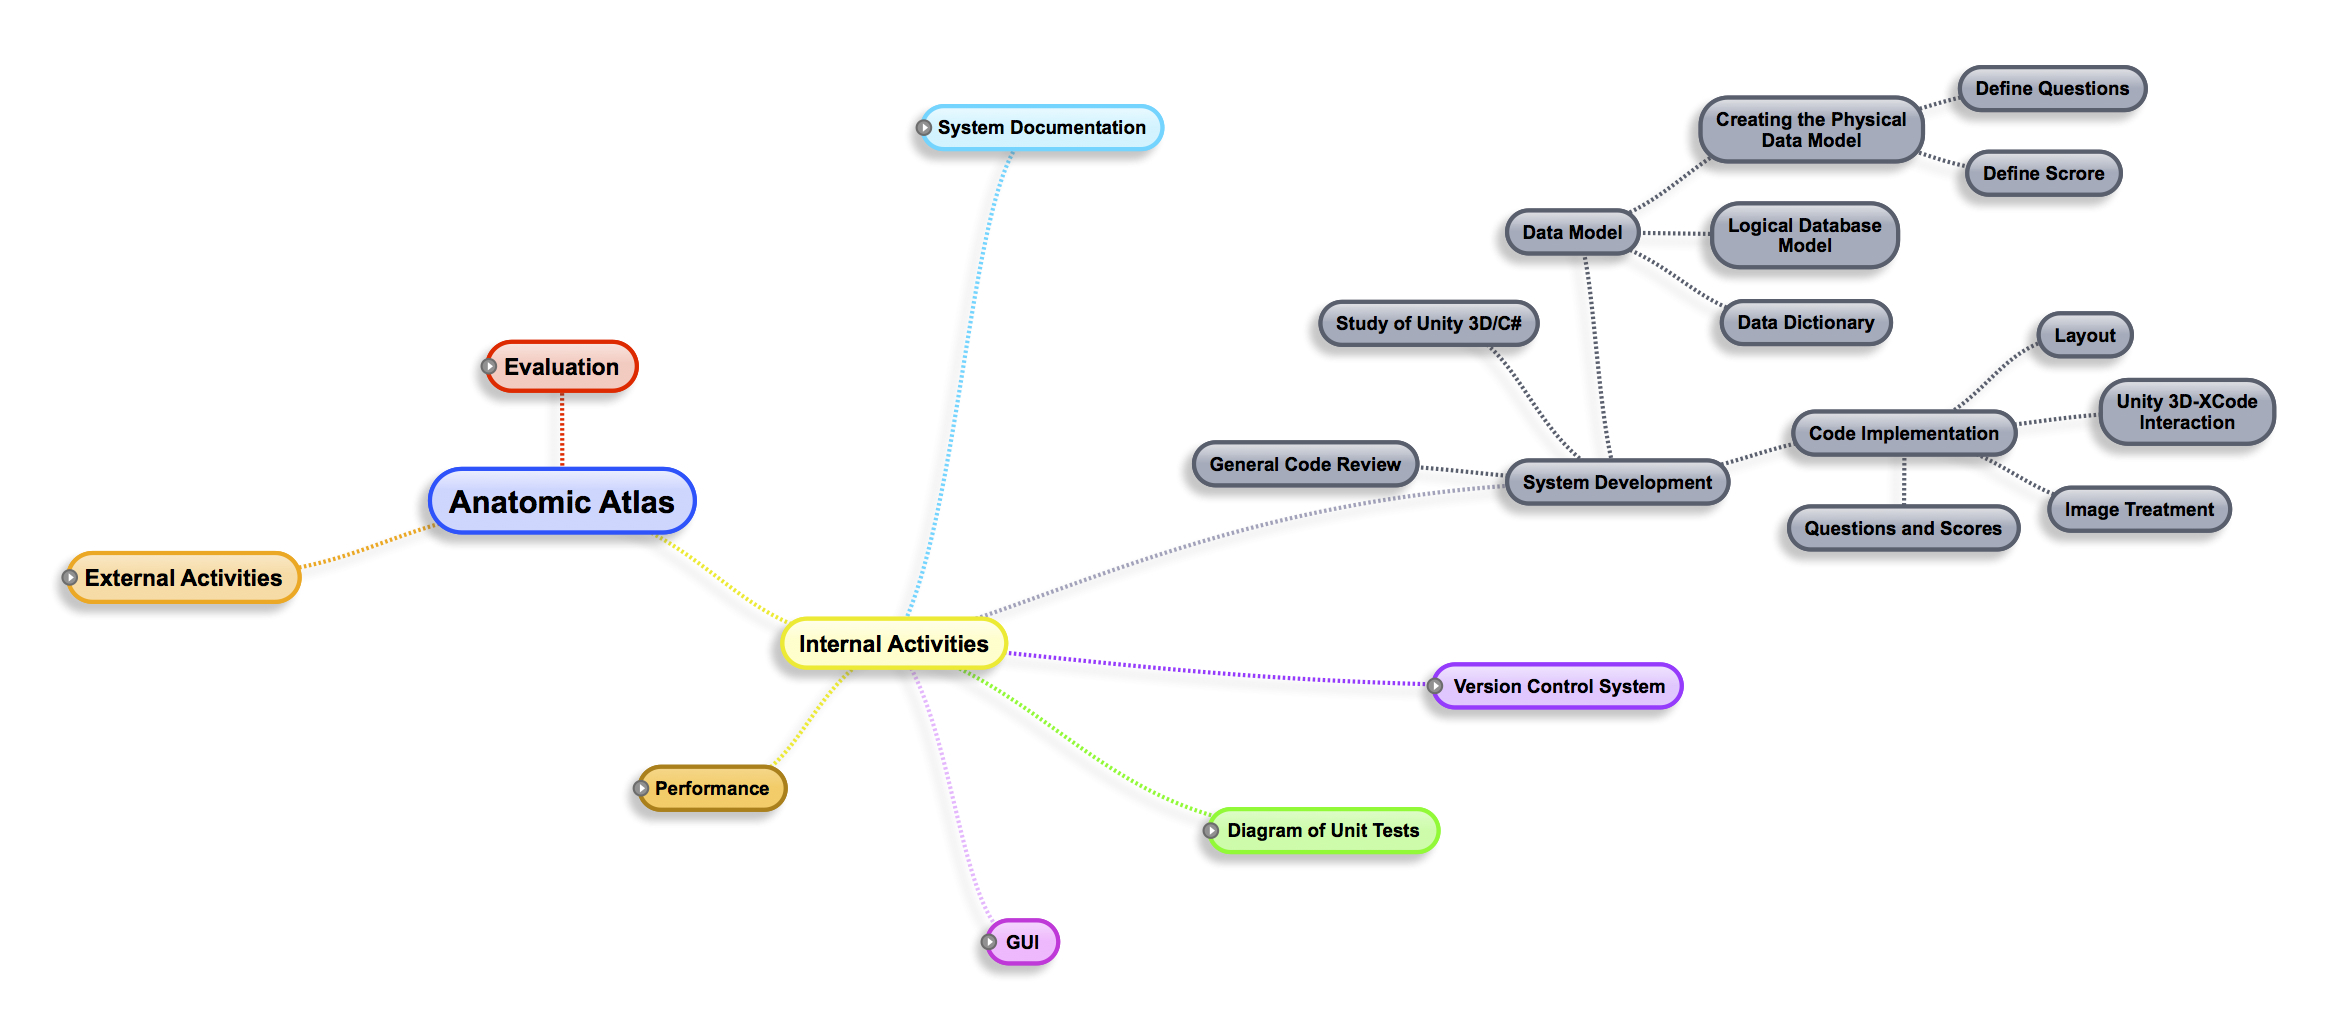 Define Questions
Creating the Physical
Data Model
System Documentation
Define Scrore
Logical Database
Model
Data Model
Data Dictionary
Study of Unity 3D/C#
Layout
Evaluation
Unity 3D-XCode
Interaction
Code Implementation
General Code Review
System Development
Anatomic Atlas
Image Treatment
Questions and Scores
External Activities
Internal Activities
Version Control System
Performance
Diagram of Unit Tests
GUI